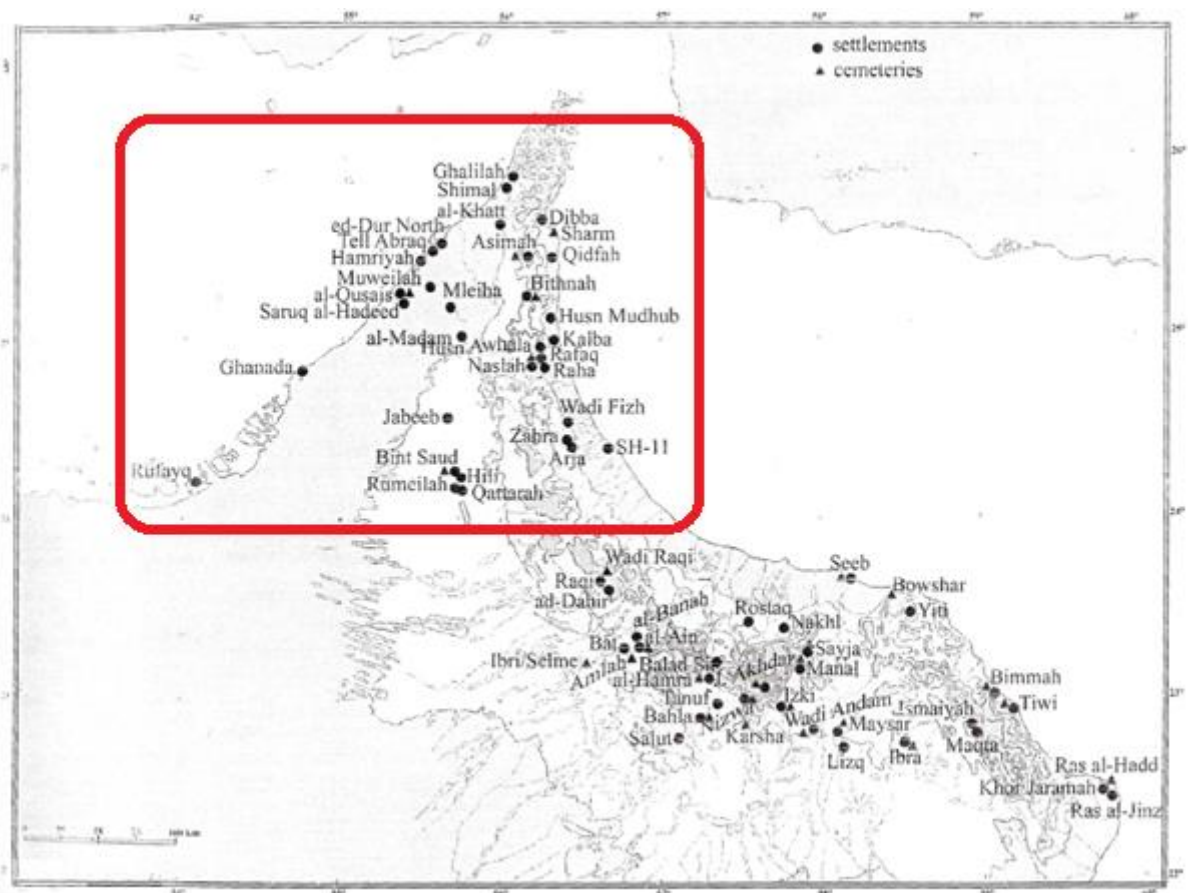 settlements
cemeteries
Ghalilah
Shimal
al-Khatt
ed-Dur North
Tell Abraq
Hamriyah
Asimah
Dibba
Sharm
Qidfah
Muweilah
al-Qusais
Saruq al-Hadeed
Mleiha
Bithnah
Husn Mudhub
al-Madam
Husn Awhala
Kalba
Rafaq
Naslah
Raha
Ghanada
Jabeeb
Wadi Fizh
Zahra
Arja
SH-11
Bint Saud
Hili
Rumeilah
Qattarah
Rufayq
Wadi Raqi
Raqi
ad-Dahir
Seeb
Bowshar
Yiti
al-Banah
Rostaq
Nakhl
Bat
al-Ain
Sayja
Ibri/Selme
Amlah
Balad Sit
J. Akhdar
Manal
al-Hamra
Bimmah
Tanuf
Izki
Tiwi
Bahla
Nizwa
Wadi Andam
Ismaiyah
Salut
Karsha
Maysar
Maqta
Lizq
Ibra
Ras al-Hadd
Khor Jaramah
Ras al-Jinz